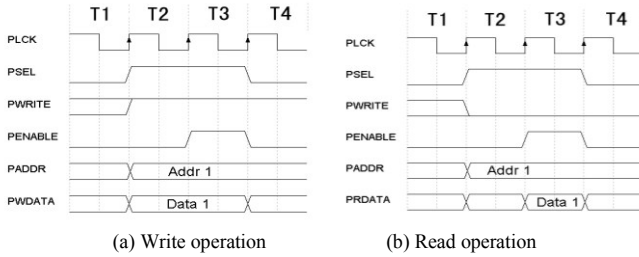 T1 T2 T3 T4
PLCK
PSEL
PWRITE
PENABLE
PADDR Addr 1
PWDATA Data 1
(a) Write operation
T1 T2 T3 T4
PLCK
PSEL
PWRITE
PENABLE
PADDR Addr 1
PRDATA Data 1
(b) Read operation